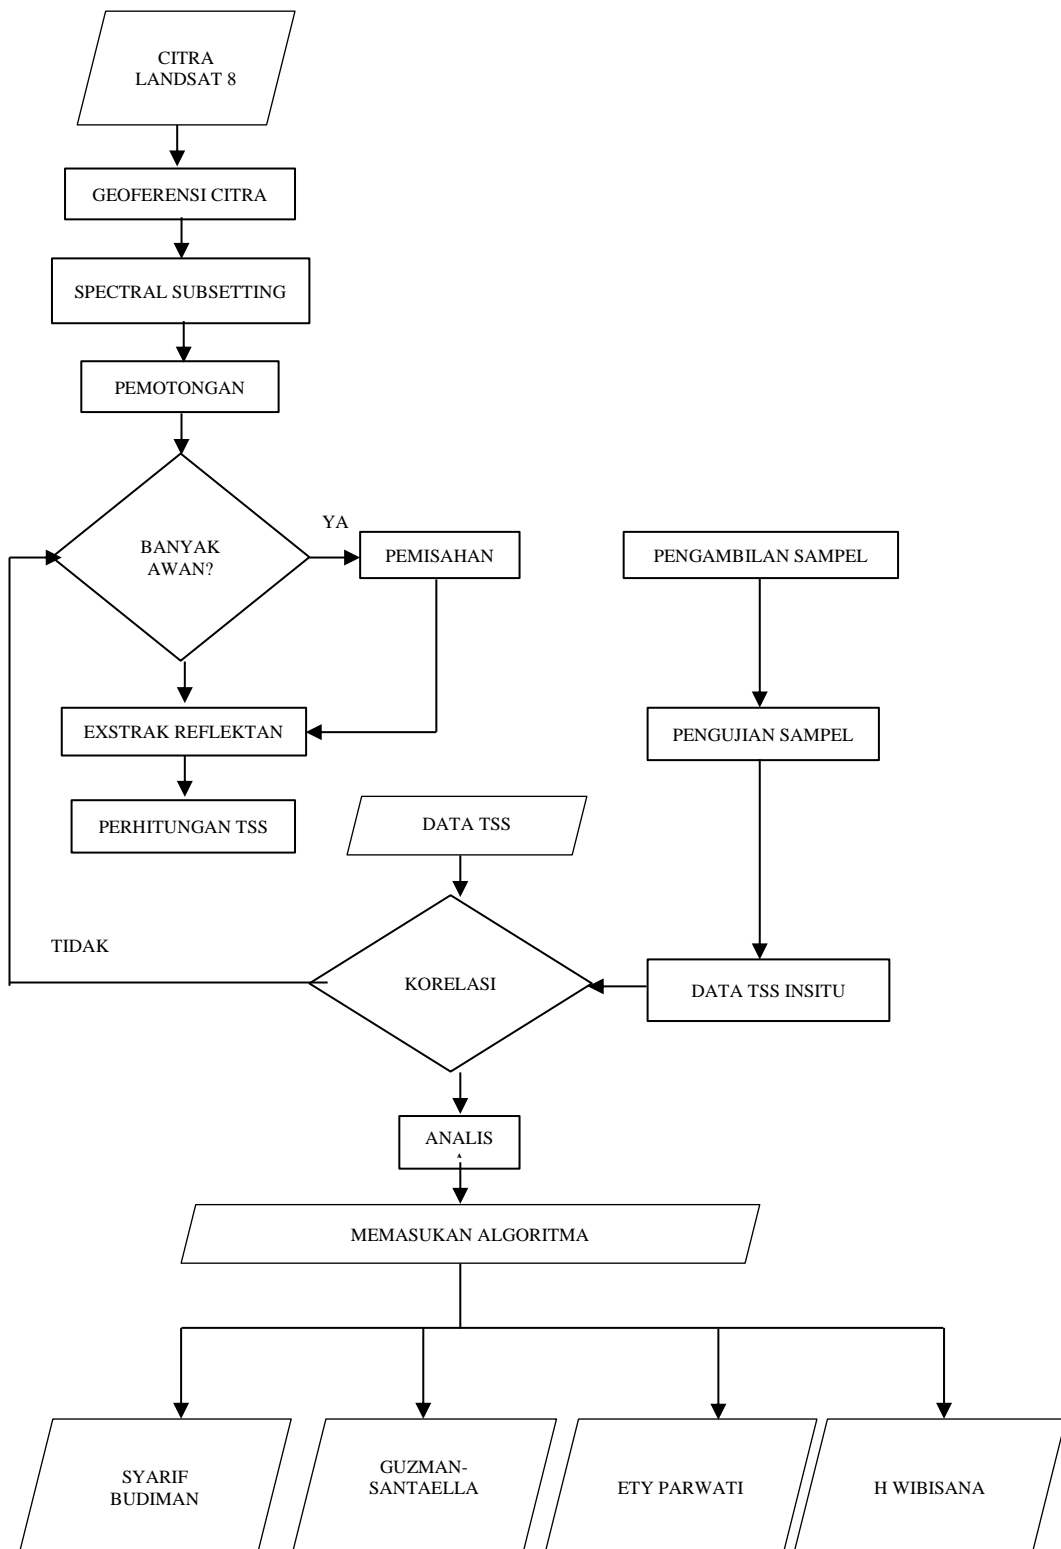 CITRA
LANDSAT 8
GEOFERENSI CITRA
SPECTRAL SUBSETTING
PEMOTONGAN
BANYAK
AWAN?
YA
PEMISAHAN
PENGAMBILAN SAMPEL
EXSTRAK REFLEKTAN
PENGUJIAN SAMPEL
PERHITUNGAN TSS
DATA TSS
TIDAK
KORELASI
DATA TSS INSITU
ANALIS
MEMASUKAN ALGORITMA
SYARIF
BUDIMAN
GUZMAN-
SANTAELLA
ETY PARWATI
H WIBISANA